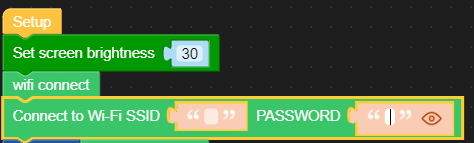 Setup
Set screen brightness 30
wifi connect
Connect to Wi-Fi SSID “ ” PASSWORD “ ”